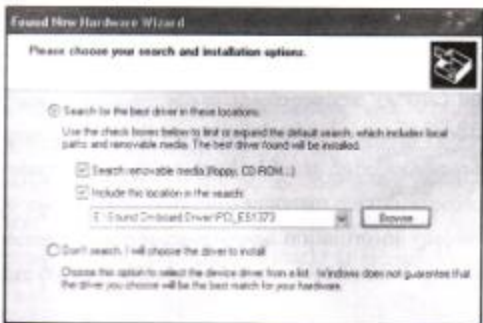 Found New Hardware Wizard
Please choose your search and installation options.
Search for the best driver in these locations.
Use the check boxes below to limit or expand the default search, which includes local
paths and removable media. The best driver found will be installed.
Search removable media (floppy, CD-ROM...)
Include this location in the search:
E:\Sound Onboard Driver\PCI_ES1373
Browse
Don't search. I will choose the driver to install.
Choose this option to select the device driver from a list. Windows does not guarantee that
the driver you choose will be the best match for your hardware.